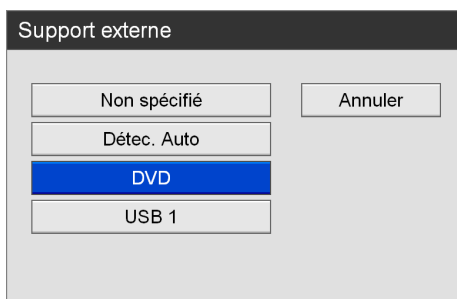 Support externe
Non spécifié
Annuler
Détec. Auto
DVD
USB 1